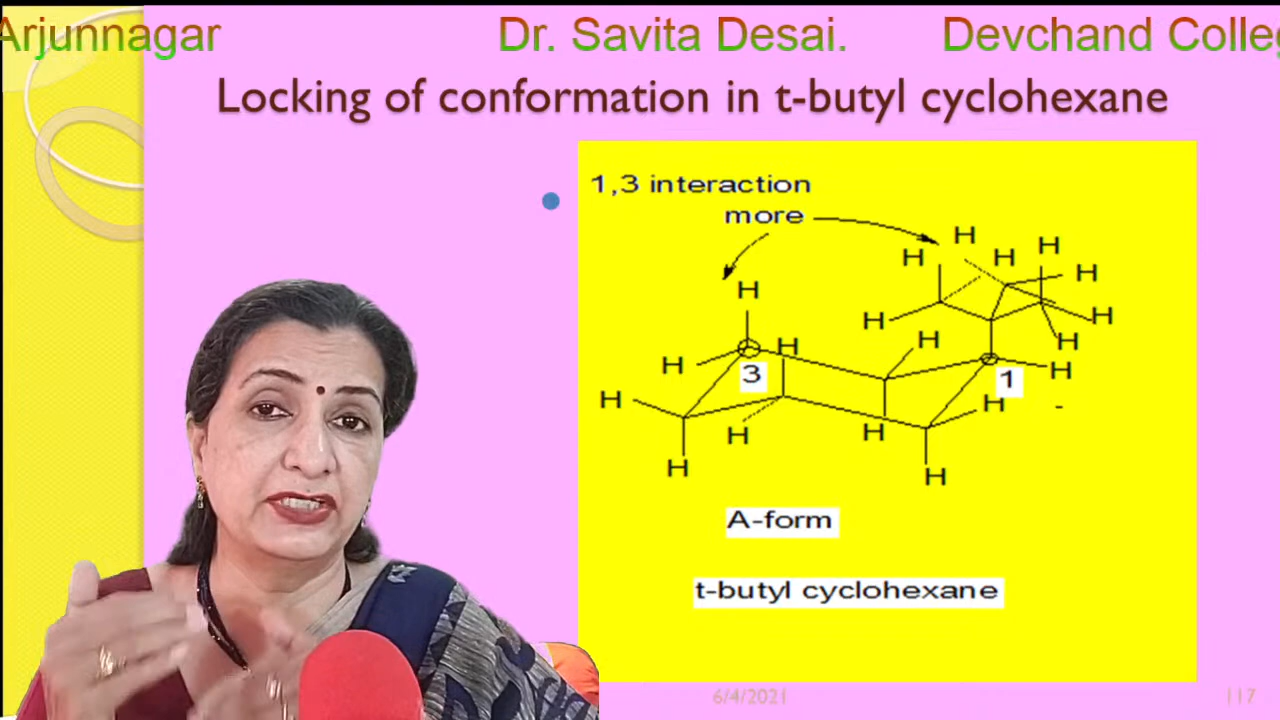 Arjunnagar Dr. Savita Desai. Devchand Colleg
Locking of conformation in t-butyl cyclohexane
1,3 interaction
more
H H
H H H
H
H H
H H H
H 3 1 H
H H -
H H
H H
A-form
t-butyl cyclohexane
6/4/2021 117